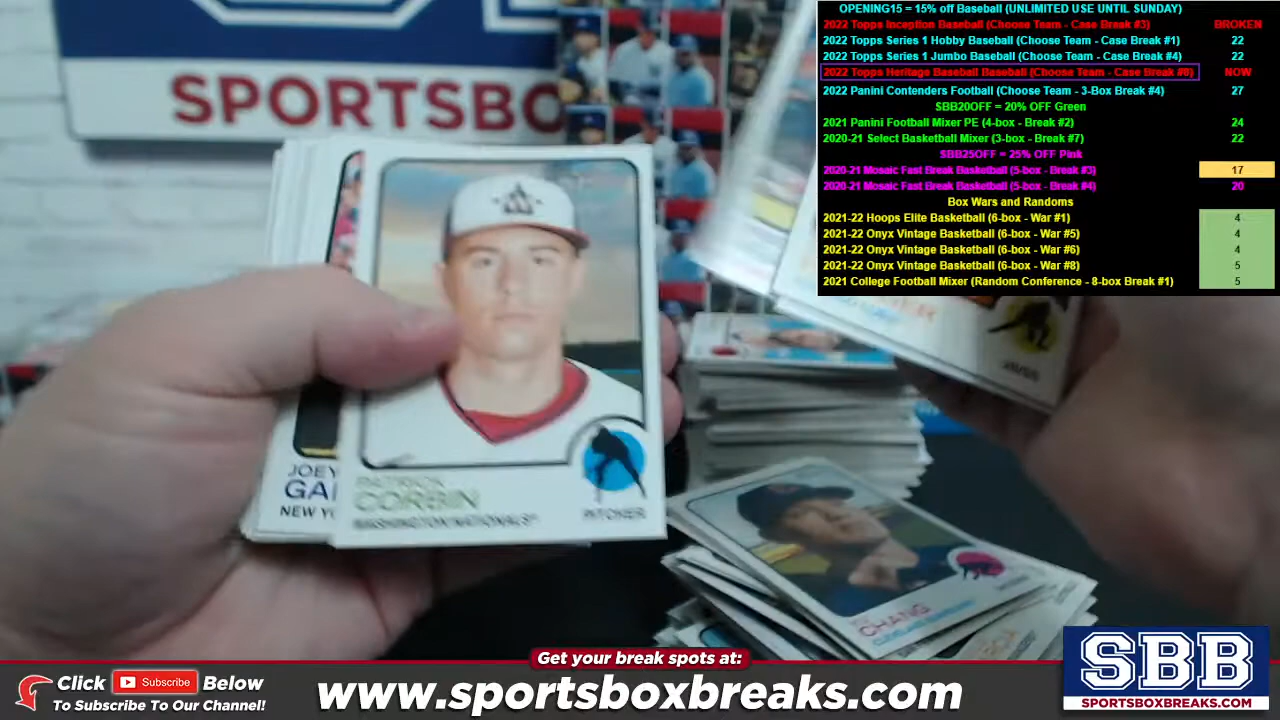 OPENING15 = 15% off Baseball (UNLIMITED USE UNTIL SUNDAY)
2022 Topps Inception Baseball (Choose Team - Case Break #3) BROKEN
2022 Topps Series 1 Hobby Baseball (Choose Team - Case Break #1) 22
2022 Topps Series 1 Jumbo Baseball (Choose Team - Case Break #4) 22
2022 Topps Heritage Baseball Baseball (Choose Team - Case Break #8) NOW
2022 Panini Contenders Football (Choose Team - 3-Box Break #4) 27
SBB20OFF = 20% OFF Green
2021 Panini Football Mixer PE (4-box - Break #2) 24
2020-21 Select Basketball Mixer (3-box - Break #7) 22
SBB25OFF = 25% OFF Pink
2020-21 Mosaic Fast Break Basketball (5-box - Break #3) 17
2020-21 Mosaic Fast Break Basketball (5-box - Break #4) 20
Box Wars and Randoms
2021-22 Hoops Elite Basketball (6-box - War #1) 4
2021-22 Onyx Vintage Basketball (6-box - War #5) 4
2021-22 Onyx Vintage Basketball (6-box - War #6) 4
2021-22 Onyx Vintage Basketball (6-box - War #8) 5
2021 College Football Mixer (Random Conference - 8-box Break #1) 5
SPORTSBO
JOEY
GA
NEW Y
PATRICK
CORBIN
WASHINGTON NATIONALS
PITCHER
CHANG
Get your break spots at:
Click Subscribe Below
To Subscribe To Our Channel!
www.sportsboxbreaks.com
SBB
SPORTSBOXBREAKS.COM